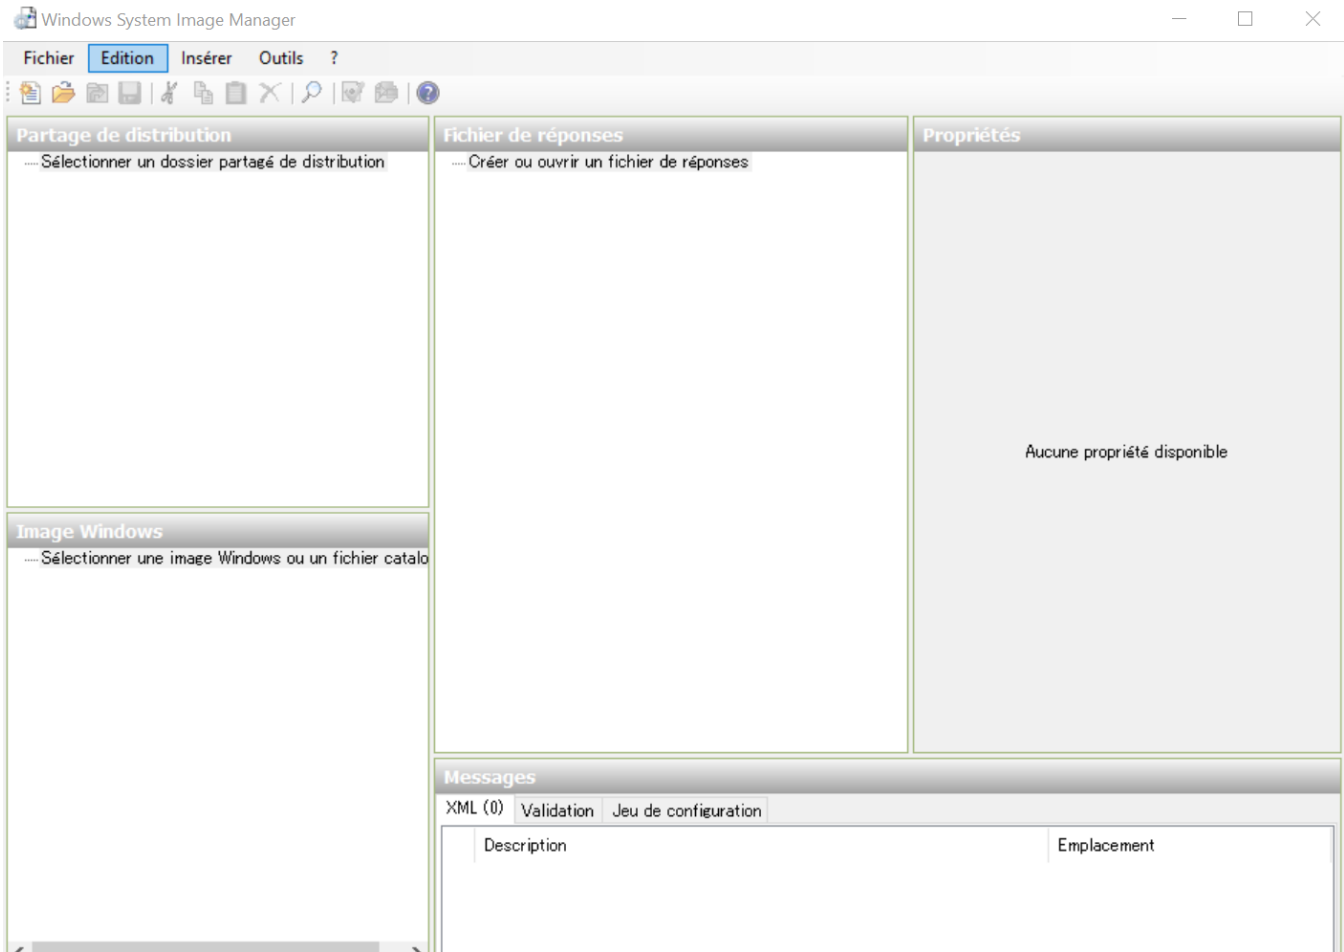 Windows System Image Manager
Fichier Edition Insérer Outils ?
Partage de distribution
Sélectionner un dossier partagé de distribution
Fichier de réponses
Créer ou ouvrir un fichier de réponses
Propriétés
Aucune propriété disponible
Image Windows
Sélectionner une image Windows ou un fichier catalo
Messages
XML (0) Validation Jeu de configuration
Description Emplacement